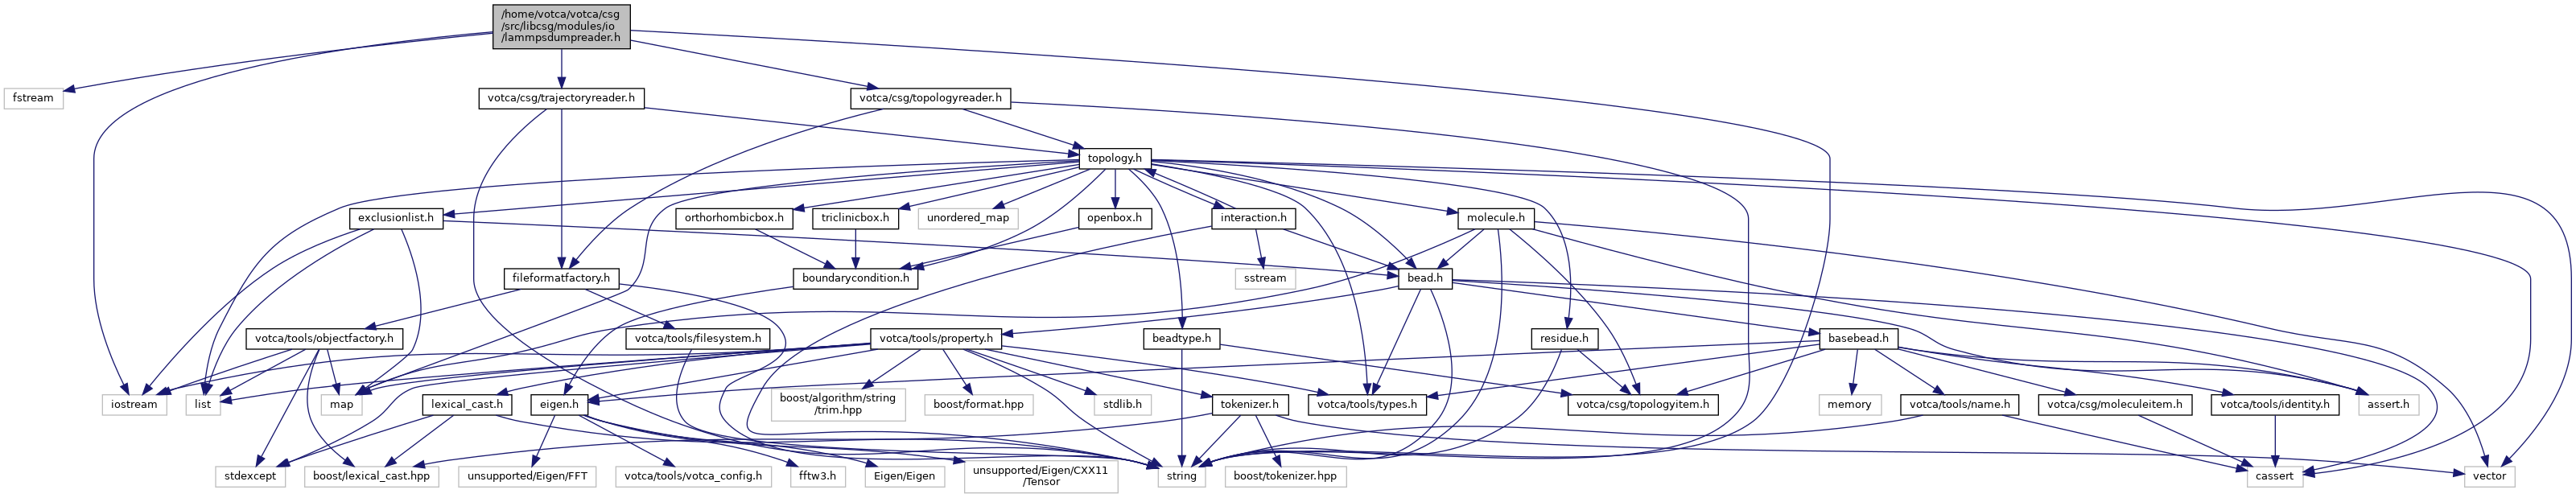 /home/votca/votca/csg
/src/libcsg/modules/io
/lammpsdumpreader.h
fstream
votca/csg/trajectoryreader.h
votca/csg/topologyreader.h
topology.h
exclusionlist.h
orthorhombicbox.h
triclinicbox.h
unordered_map
openbox.h
interaction.h
molecule.h
fileformatfactory.h
boundarycondition.h
sstream
bead.h
votca/tools/objectfactory.h
votca/tools/filesystem.h
votca/tools/property.h
beadtype.h
residue.h
basebead.h
iostream
list
map
lexical_cast.h
eigen.h
boost/algorithm/string
/trim.hpp
boost/format.hpp
stdlib.h
tokenizer.h
votca/tools/types.h
votca/csg/topologyitem.h
memory
votca/tools/name.h
votca/csg/moleculeitem.h
votca/tools/identity.h
assert.h
stdexcept
boost/lexical_cast.hpp
unsupported/Eigen/FFT
votca/tools/votca_config.h
fftw3.h
Eigen/Eigen
unsupported/Eigen/CXX11
/Tensor
string
boost/tokenizer.hpp
cassert
vector